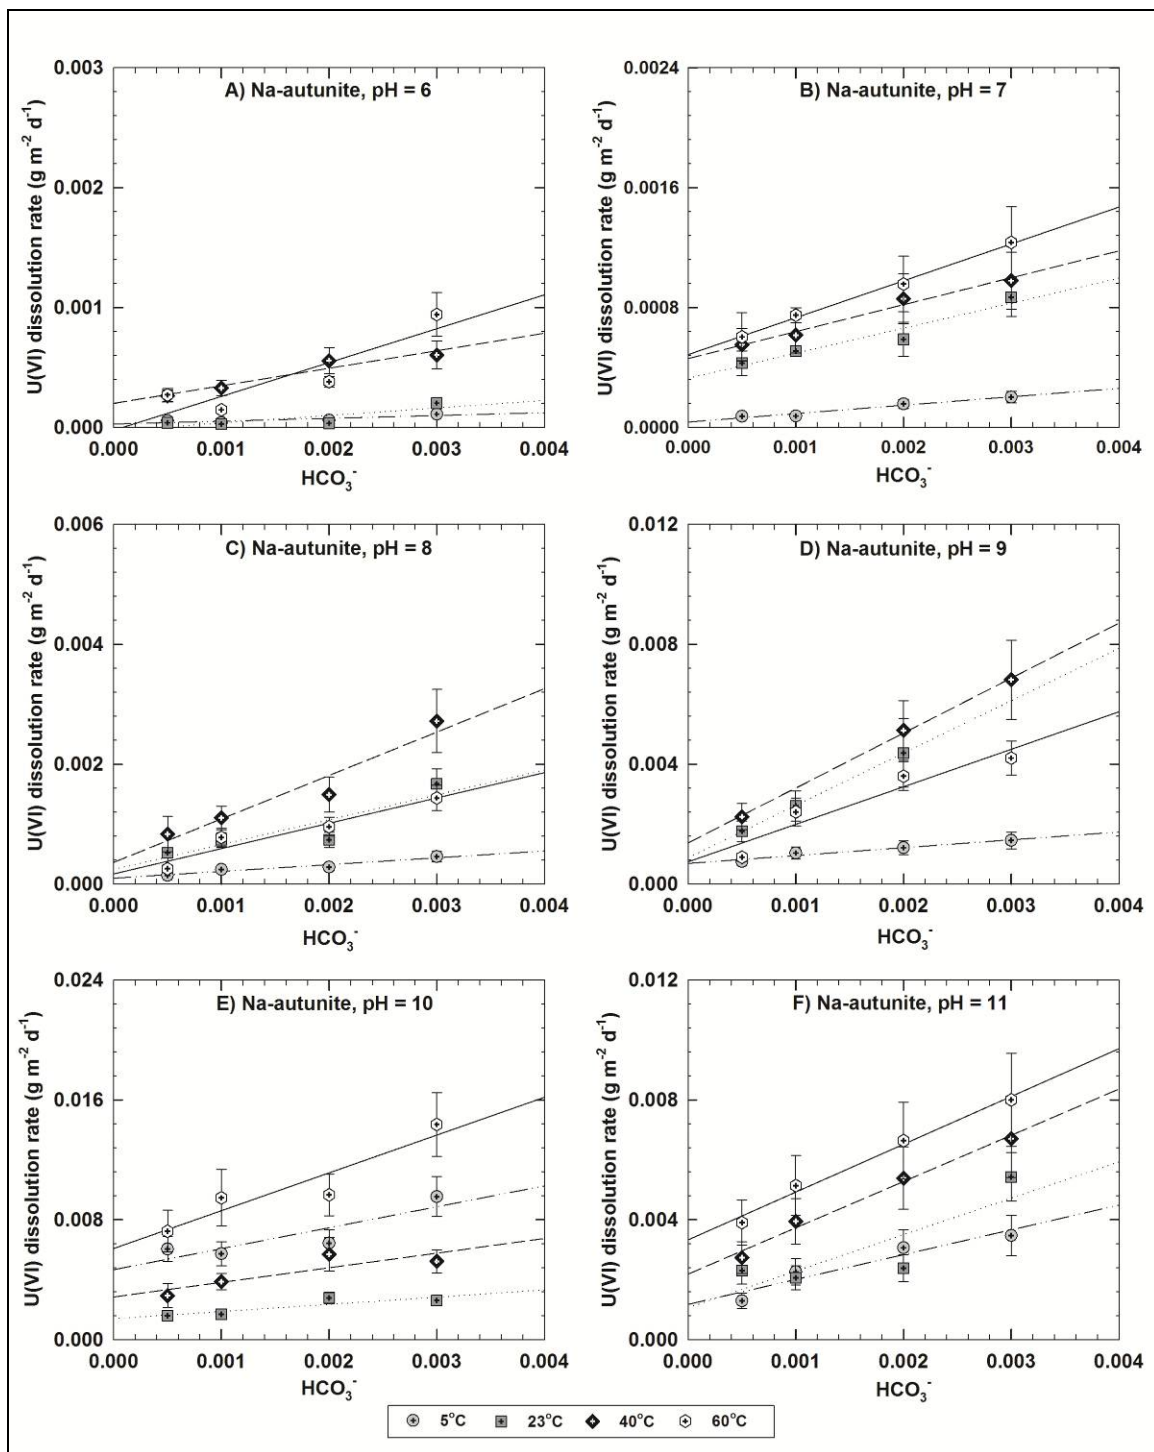 A) Na-autunite, pH = 6
U(VI) dissolution rate (g m⁻² d⁻¹)
0.003
0.002
0.001
0.000
0.000 0.001 0.002 0.003 0.004
HCO₃⁻
B) Na-autunite, pH = 7
U(VI) dissolution rate (g m⁻² d⁻¹)
0.0024
0.0016
0.0008
0.0000
0.000 0.001 0.002 0.003 0.004
HCO₃⁻
C) Na-autunite, pH = 8
U(VI) dissolution rate (g m⁻² d⁻¹)
0.006
0.004
0.002
0.000
0.000 0.001 0.002 0.003 0.004
HCO₃⁻
D) Na-autunite, pH = 9
U(VI) dissolution rate (g m⁻² d⁻¹)
0.012
0.008
0.004
0.000
0.000 0.001 0.002 0.003 0.004
HCO₃⁻
E) Na-autunite, pH = 10
U(VI) dissolution rate (g m⁻² d⁻¹)
0.024
0.016
0.008
0.000
0.000 0.001 0.002 0.003 0.004
HCO₃⁻
F) Na-autunite, pH = 11
U(VI) dissolution rate (g m⁻² d⁻¹)
0.012
0.008
0.004
0.000
0.000 0.001 0.002 0.003 0.004
HCO₃⁻
5°C 23°C 40°C 60°C